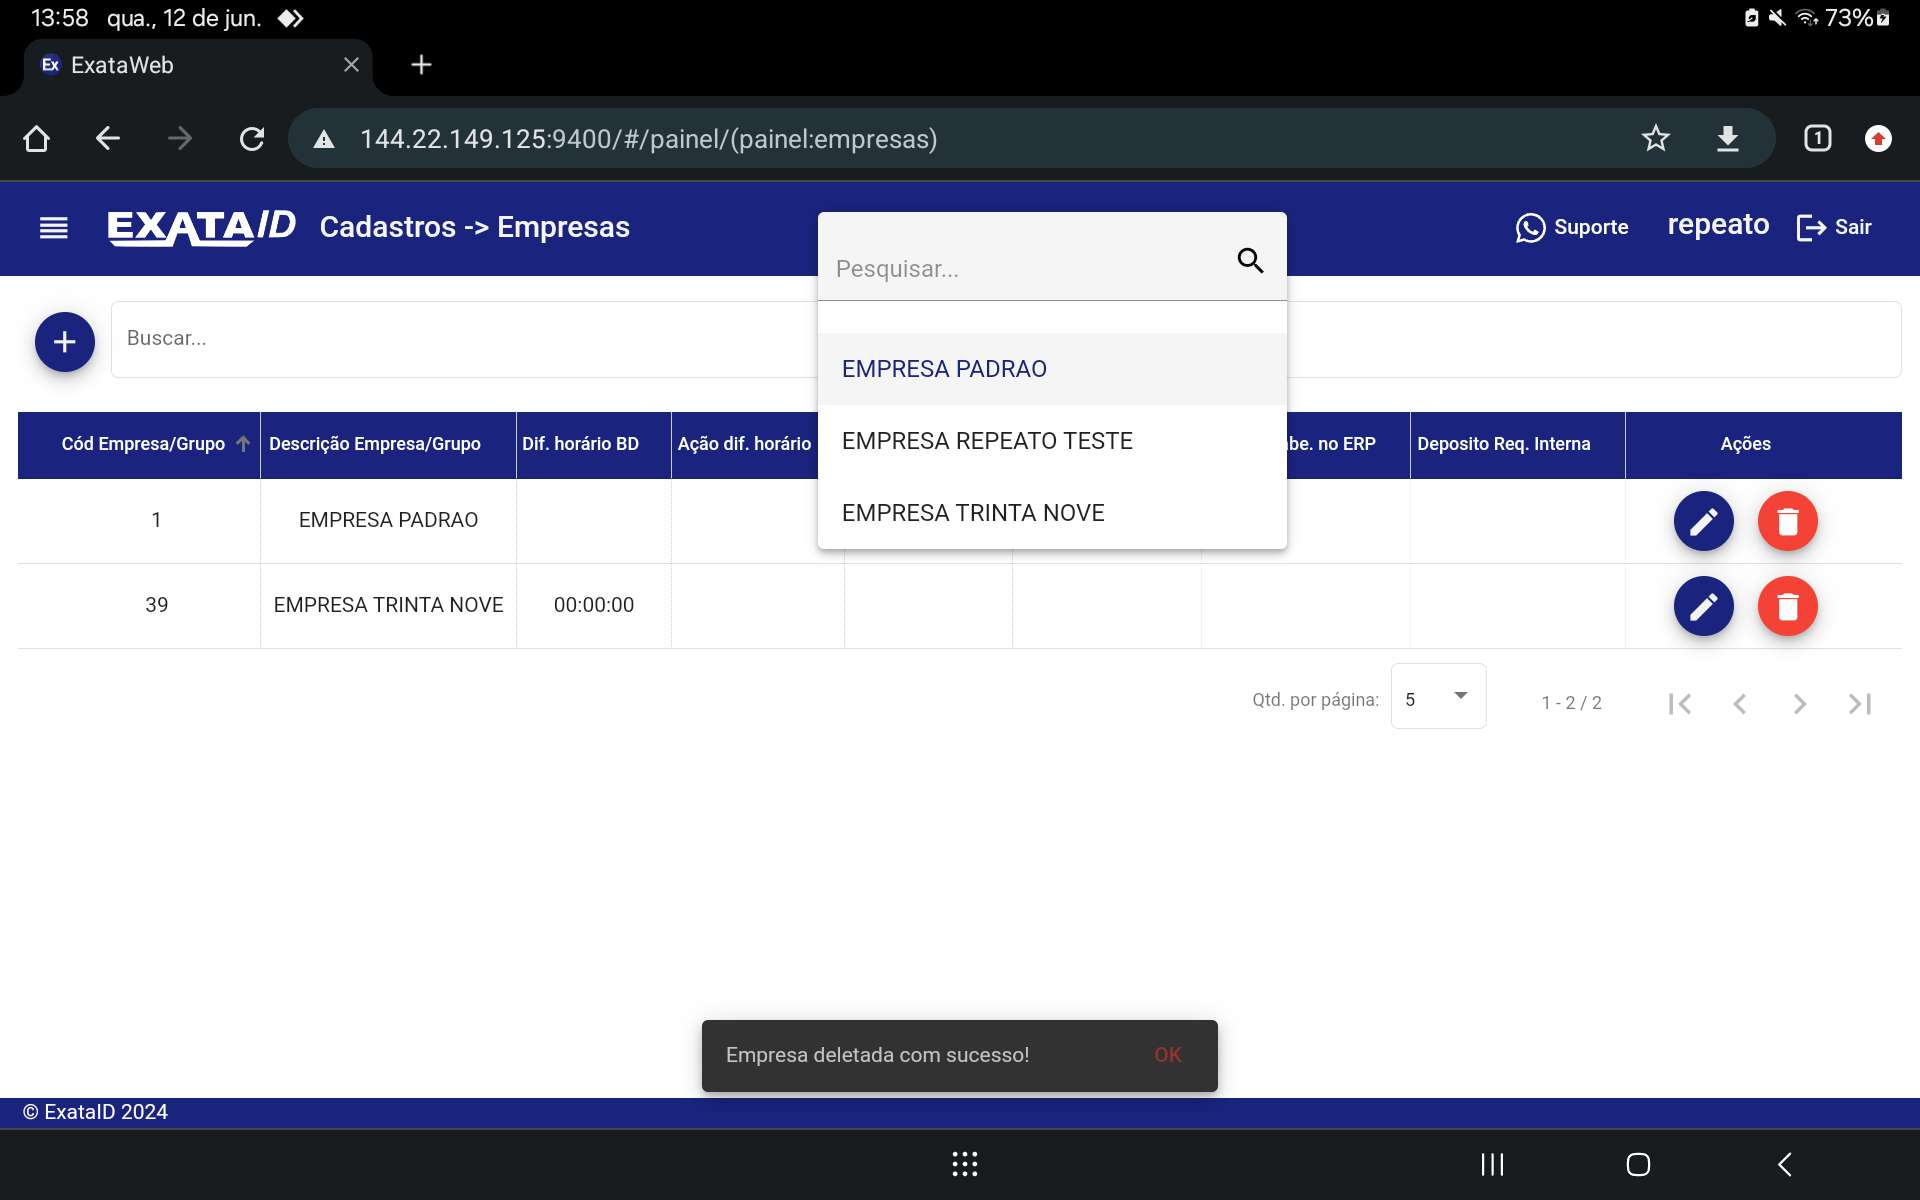 13:58 qua., 12 de jun.
73%
Ex ExataWeb
144.22.149.125:9400/#/painel/(painel:empresas)
1
EXATAID Cadastros -> Empresas
Suporte repeato Sair
Pesquisar...
Buscar...
EMPRESA PADRAO
EMPRESA REPEATO TESTE
EMPRESA TRINTA NOVE
Cód Empresa/Grupo Descrição Empresa/Grupo Dif. horário BD Ação dif. horário be. no ERP Deposito Req. Interna Ações
1 EMPRESA PADRAO
39 EMPRESA TRINTA NOVE 00:00:00
Qtd. por página: 5 1 - 2 / 2
Empresa deletada com sucesso! OK
© ExataID 2024